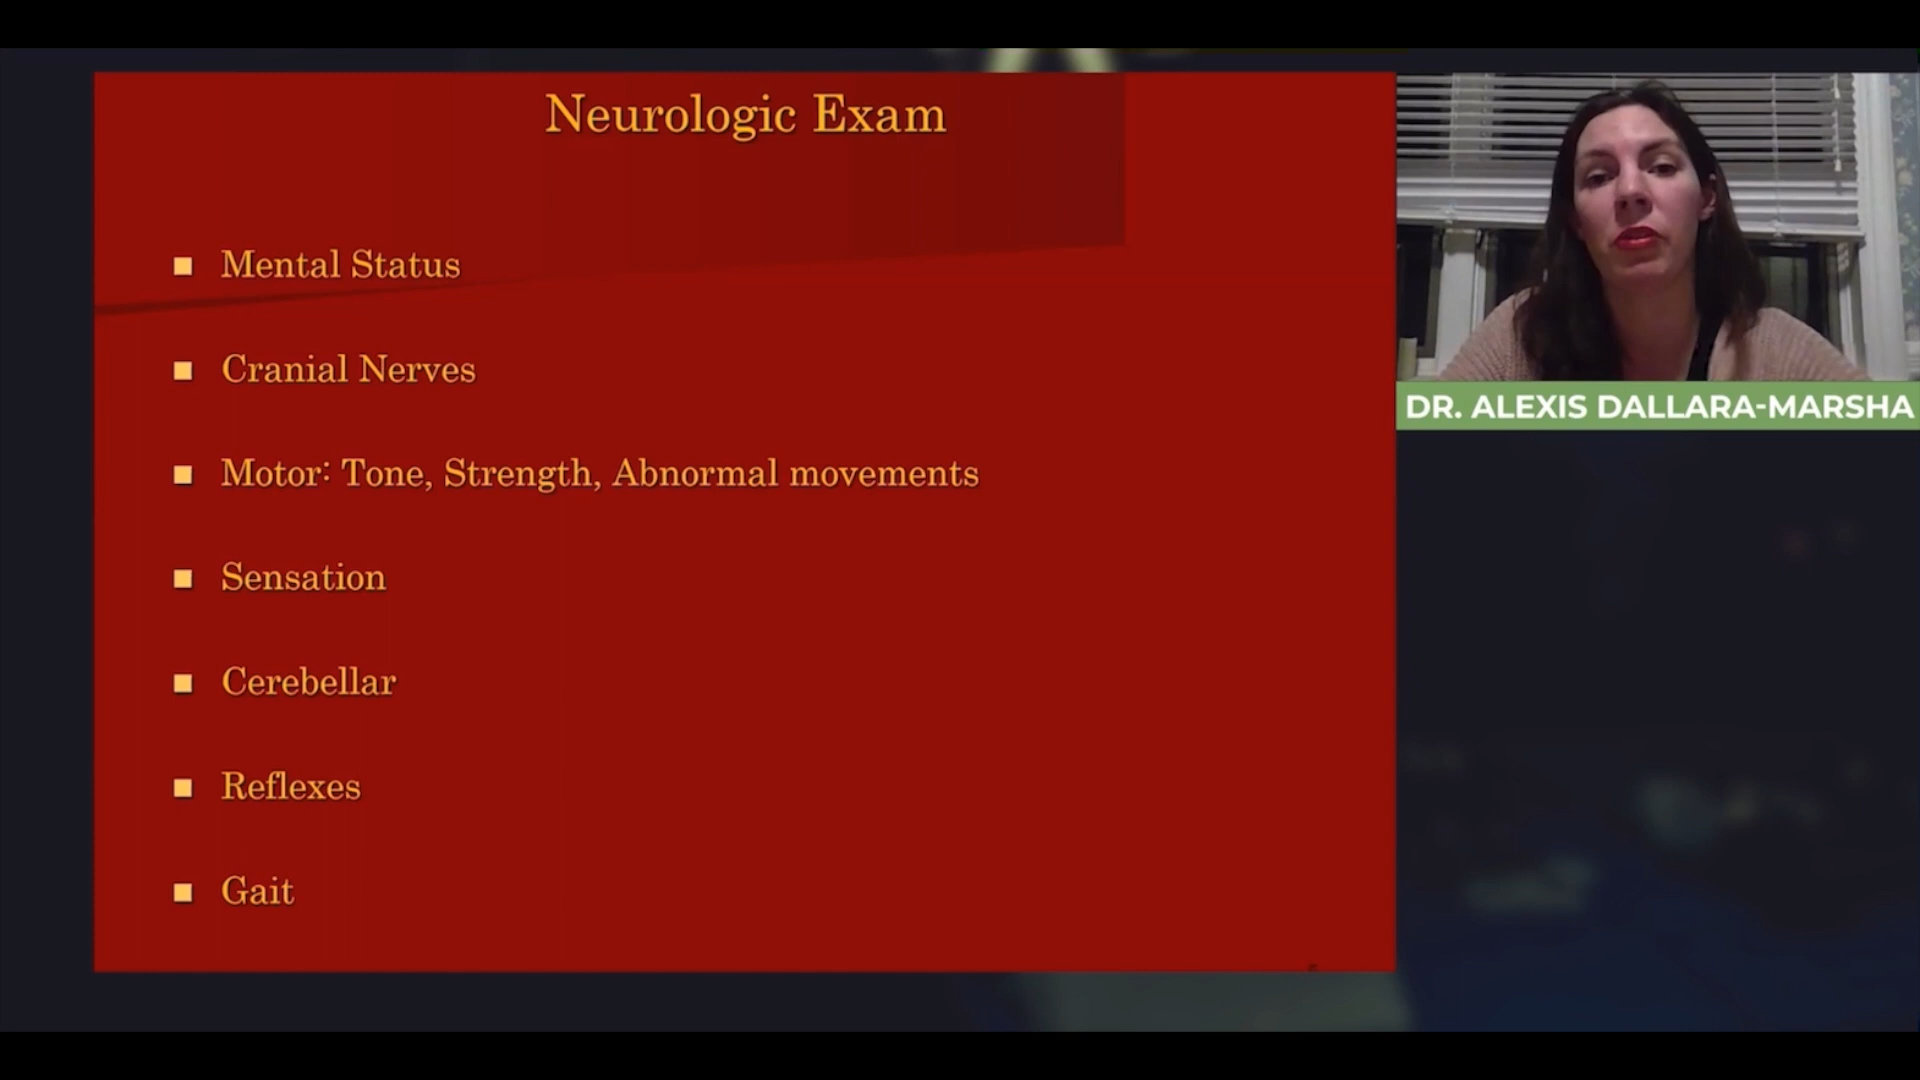 Neurologic Exam
Mental Status
Cranial Nerves
Motor: Tone, Strength, Abnormal movements
Sensation
Cerebellar
Reflexes
Gait
DR. ALEXIS DALLARA-MARSHA